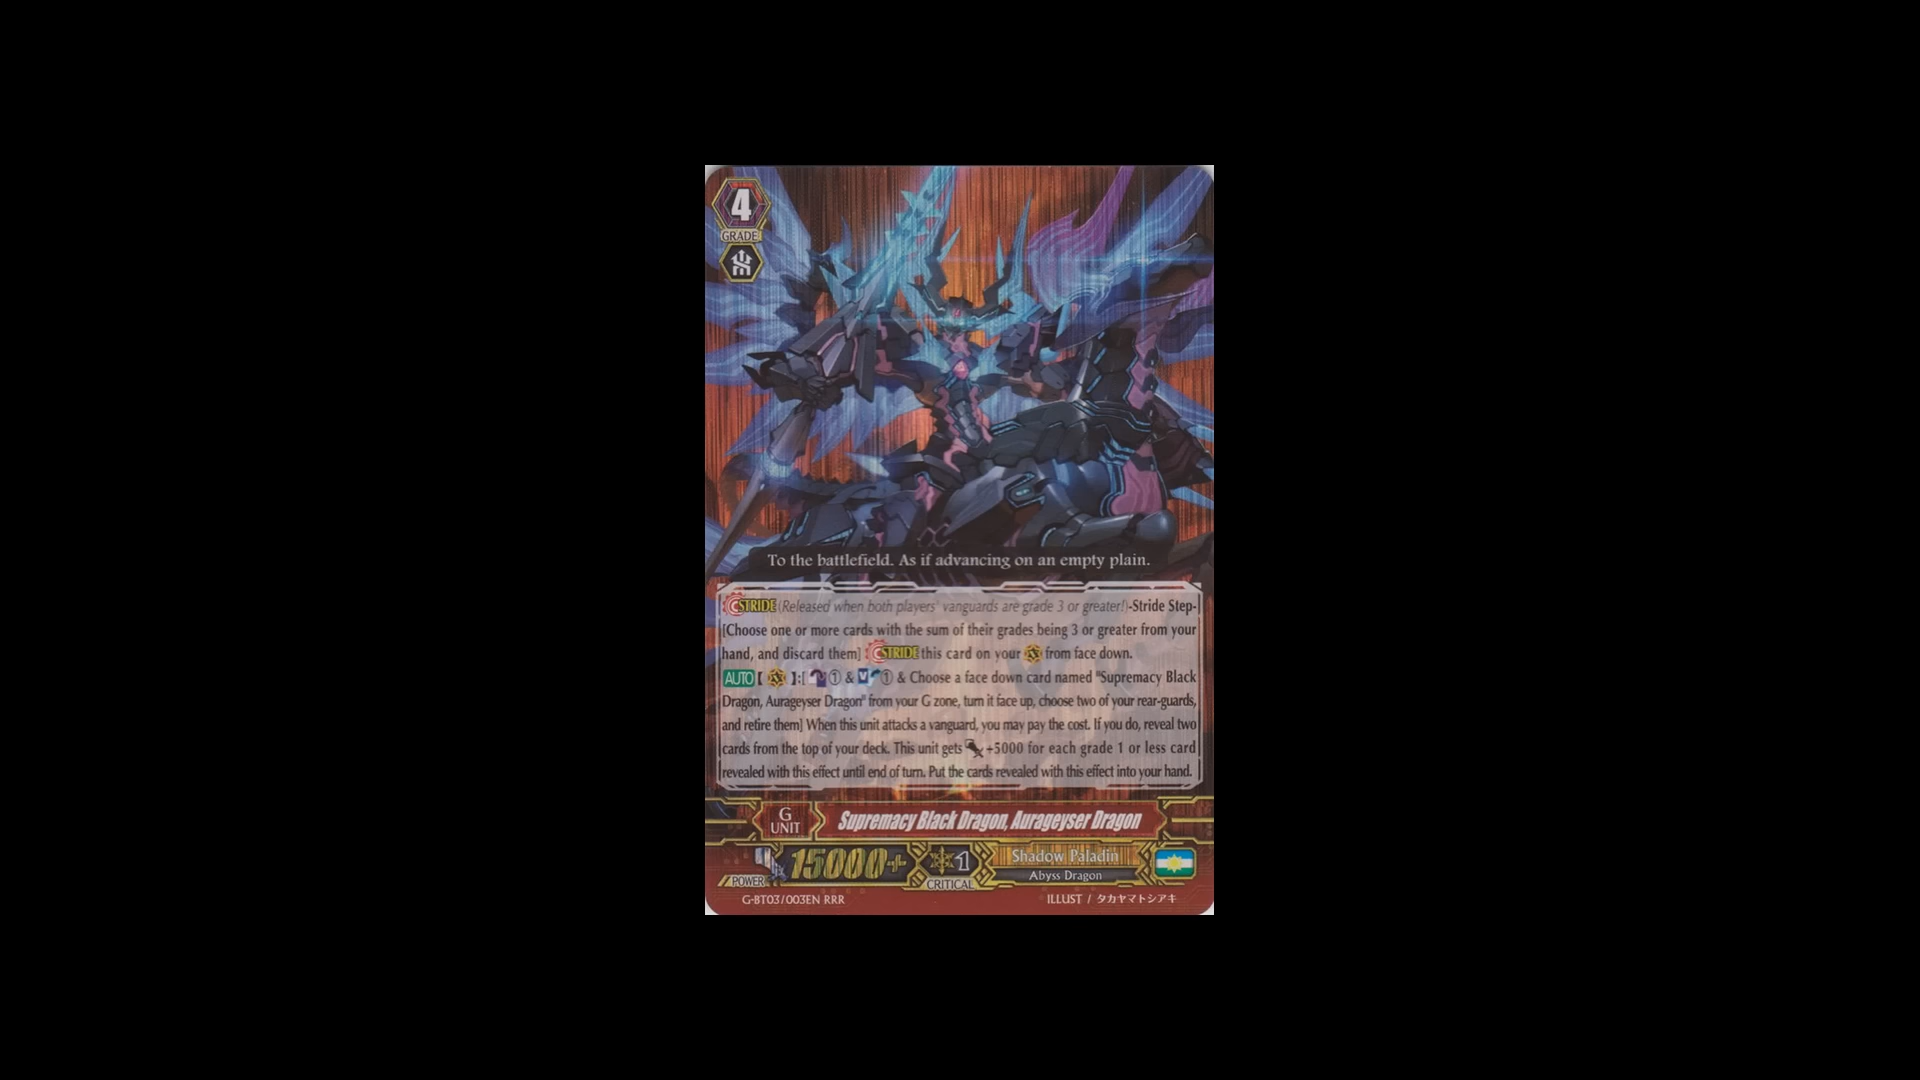 4
GRADE
To the battlefield. As if advancing on an empty plain.
STRIDE (Released when both players' vanguards are grade 3 or greater!)-Stride Step-
[Choose one or more cards with the sum of their grades being 3 or greater from your
hand, and discard them] STRIDE this card on your from face down.
AUTO【 】:[ ① & ① & Choose a face down card named "Supremacy Black
Dragon, Aurageyser Dragon" from your G zone, turn it face up, choose two of your rear-guards,
and retire them] When this unit attacks a vanguard, you may pay the cost. If you do, reveal two
cards from the top of your deck. This unit gets +5000 for each grade 1 or less card
revealed with this effect until end of turn. Put the cards revealed with this effect into your hand.
G
UNIT
Supremacy Black Dragon, Aurageyser Dragon
POWER 15000+
1
CRITICAL
Shadow Paladin
Abyss Dragon
G-BT03/003EN RRR
ILLUST / タカヤマトシアキ